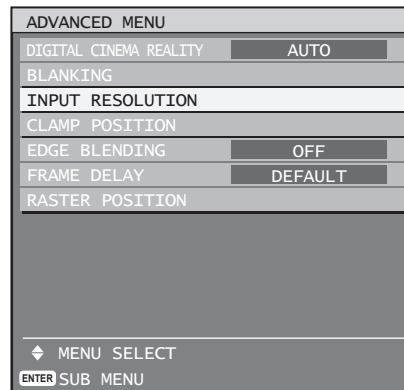 ADVANCED MENU
DIGITAL CINEMA REALITY AUTO
BLANKING
INPUT RESOLUTION
CLAMP POSITION
EDGE BLENDING OFF
FRAME DELAY DEFAULT
RASTER POSITION
MENU SELECT
ENTER SUB MENU